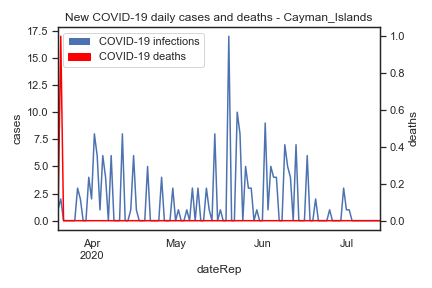 New COVID-19 daily cases and deaths - Cayman_Islands
COVID-19 infections
COVID-19 deaths
17.5
15.0
12.5
10.0
7.5
5.0
2.5
0.0
cases
1.0
0.8
0.6
0.4
0.2
0.0
deaths
Apr
2020
May
Jun
Jul
dateRep